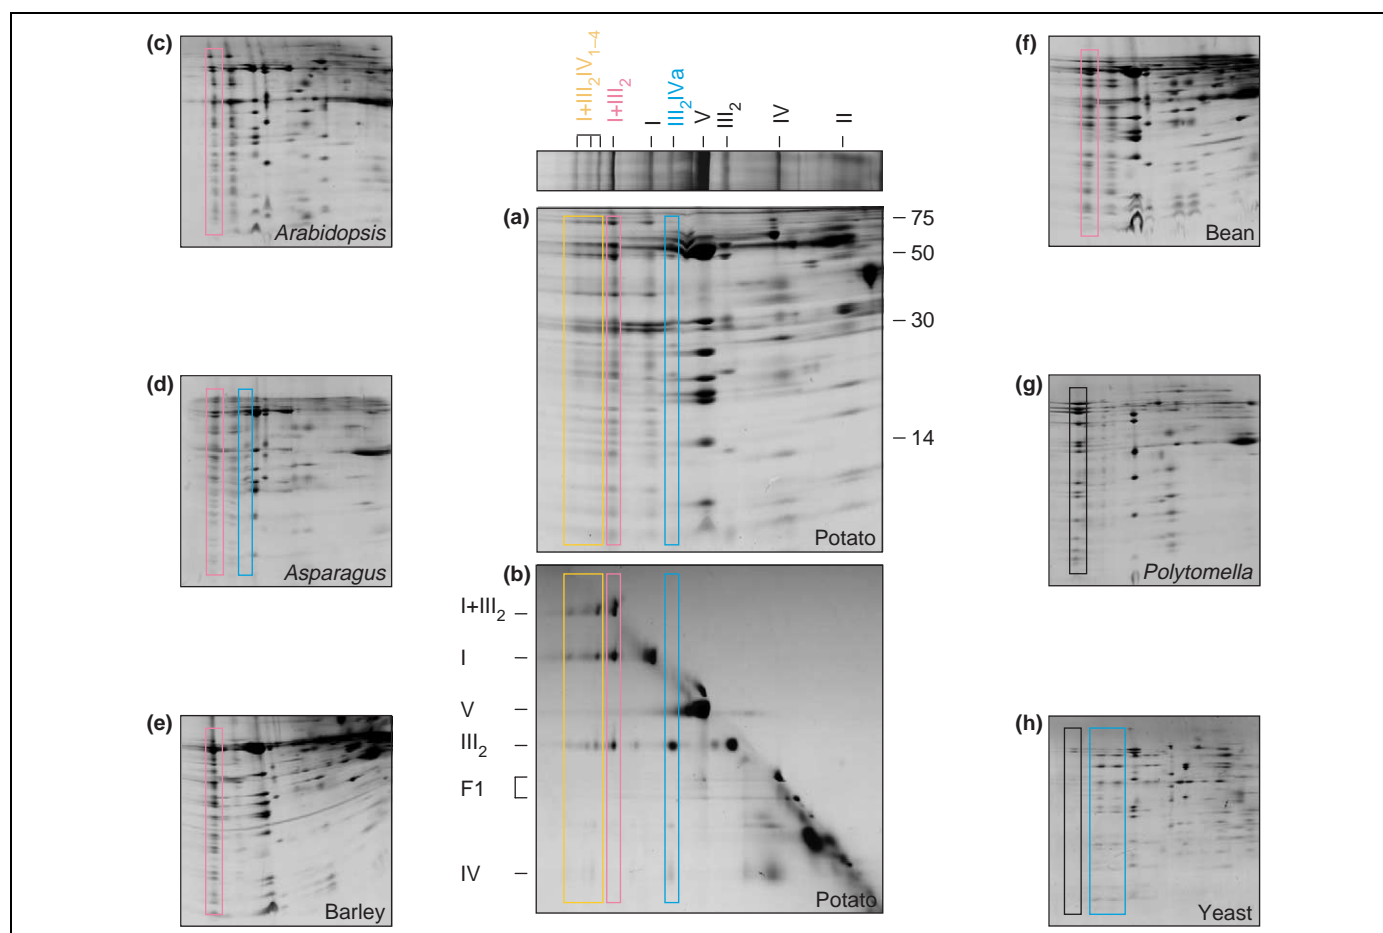 (c)
Arabidopsis
(d)
Asparagus
(e)
Barley
I+III2IV1–4
I+III2
I
III2IVa
V
III2
IV
II
(a)
75
50
30
14
Potato
(b)
I+III2
I
V
III2
F1
IV
Potato
(f)
Bean
(g)
Polytomella
(h)
Yeast